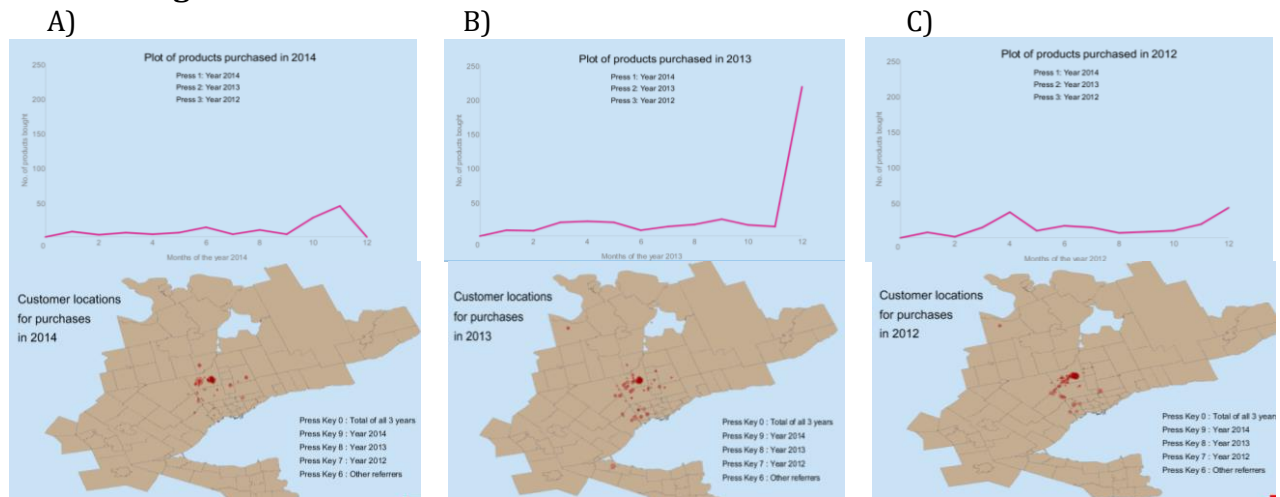 A)
Plot of products purchased in 2014
Press 1: Year 2014
Press 2: Year 2013
Press 3: Year 2012
No. of products bought
250
200
150
100
50
0
0 2 4 6 8 10 12
Months of the year 2014
Customer locations
for purchases
in 2014
Press Key 0 : Total of all 3 years
Press Key 9 : Year 2014
Press Key 8 : Year 2013
Press Key 7 : Year 2012
Press Key 6 : Other referrers
B)
Plot of products purchased in 2013
Press 1: Year 2014
Press 2: Year 2013
Press 3: Year 2012
No. of products bought
250
200
150
100
50
0
0 2 4 6 8 10 12
Months of the year 2013
Customer locations
for purchases
in 2013
Press Key 0 : Total of all 3 years
Press Key 9 : Year 2014
Press Key 8 : Year 2013
Press Key 7 : Year 2012
Press Key 6 : Other referrers
C)
Plot of products purchased in 2012
Press 1: Year 2014
Press 2: Year 2013
Press 3: Year 2012
No. of products bought
250
200
150
100
50
0
0 2 4 6 8 10 12
Months of the year 2012
Customer locations
for purchases
in 2012
Press Key 0 : Total of all 3 years
Press Key 9 : Year 2014
Press Key 8 : Year 2013
Press Key 7 : Year 2012
Press Key 6 : Other referrers